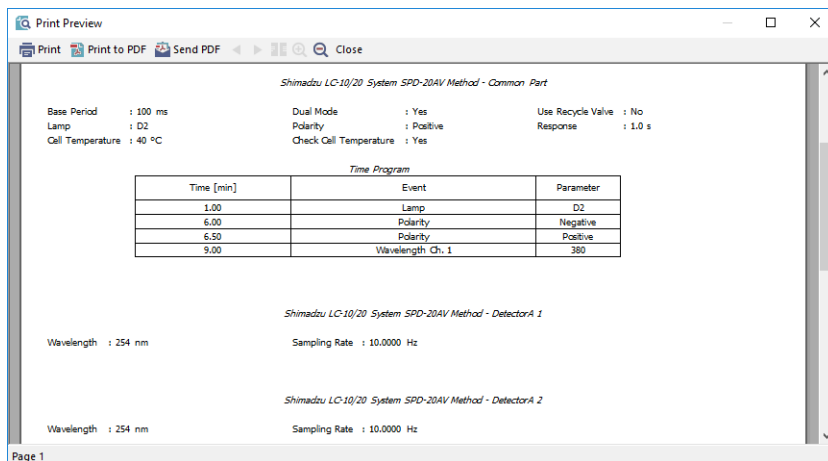 Print Preview
Print Print to PDF Send PDF Close
Shimadzu LC-10/20 System SPD-20AV Method - Common Part
Base Period : 100 ms Dual Mode : Yes Use Recycle Valve : No
Lamp : D2 Polarity : Positive Response : 1.0 s
Cell Temperature : 40 °C Check Cell Temperature : Yes
Time Program
Time [min] Event Parameter
1.00 Lamp D2
6.00 Polarity Negative
6.50 Polarity Positive
9.00 Wavelength Ch. 1 380
Shimadzu LC-10/20 System SPD-20AV Method - DetectorA 1
Wavelength : 254 nm Sampling Rate : 10.0000 Hz
Shimadzu LC-10/20 System SPD-20AV Method - DetectorA 2
Wavelength : 254 nm Sampling Rate : 10.0000 Hz
Page 1